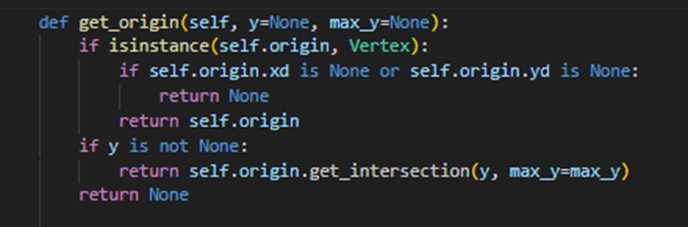 def get_origin(self, y=None, max_y=None):
    if isinstance(self.origin, Vertex):
        if self.origin.xd is None or self.origin.yd is None:
            return None
        return self.origin
    if y is not None:
        return self.origin.get_intersection(y, max_y=max_y)
    return None